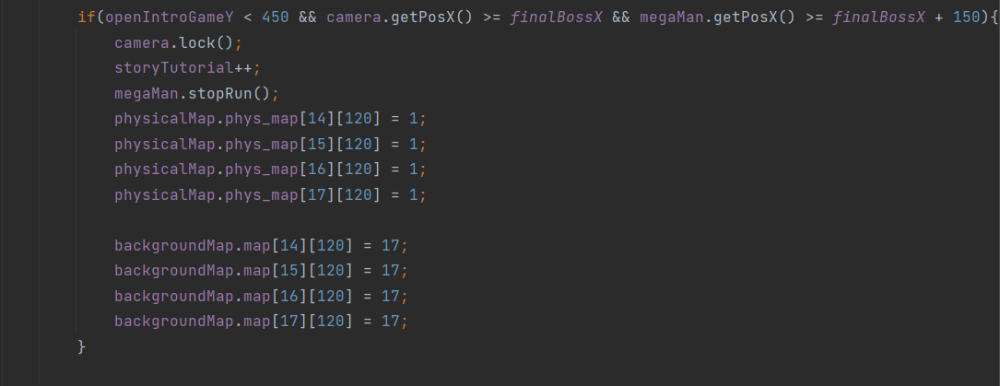 if(openIntroGameY < 450 && camera.getPosX() >= finalBossX && megaMan.getPosX() >= finalBossX + 150){
camera.lock();
storyTutorial++;
megaMan.stopRun();
physicalMap.phys_map[14][120] = 1;
physicalMap.phys_map[15][120] = 1;
physicalMap.phys_map[16][120] = 1;
physicalMap.phys_map[17][120] = 1;
backgroundMap.map[14][120] = 17;
backgroundMap.map[15][120] = 17;
backgroundMap.map[16][120] = 17;
backgroundMap.map[17][120] = 17;
}